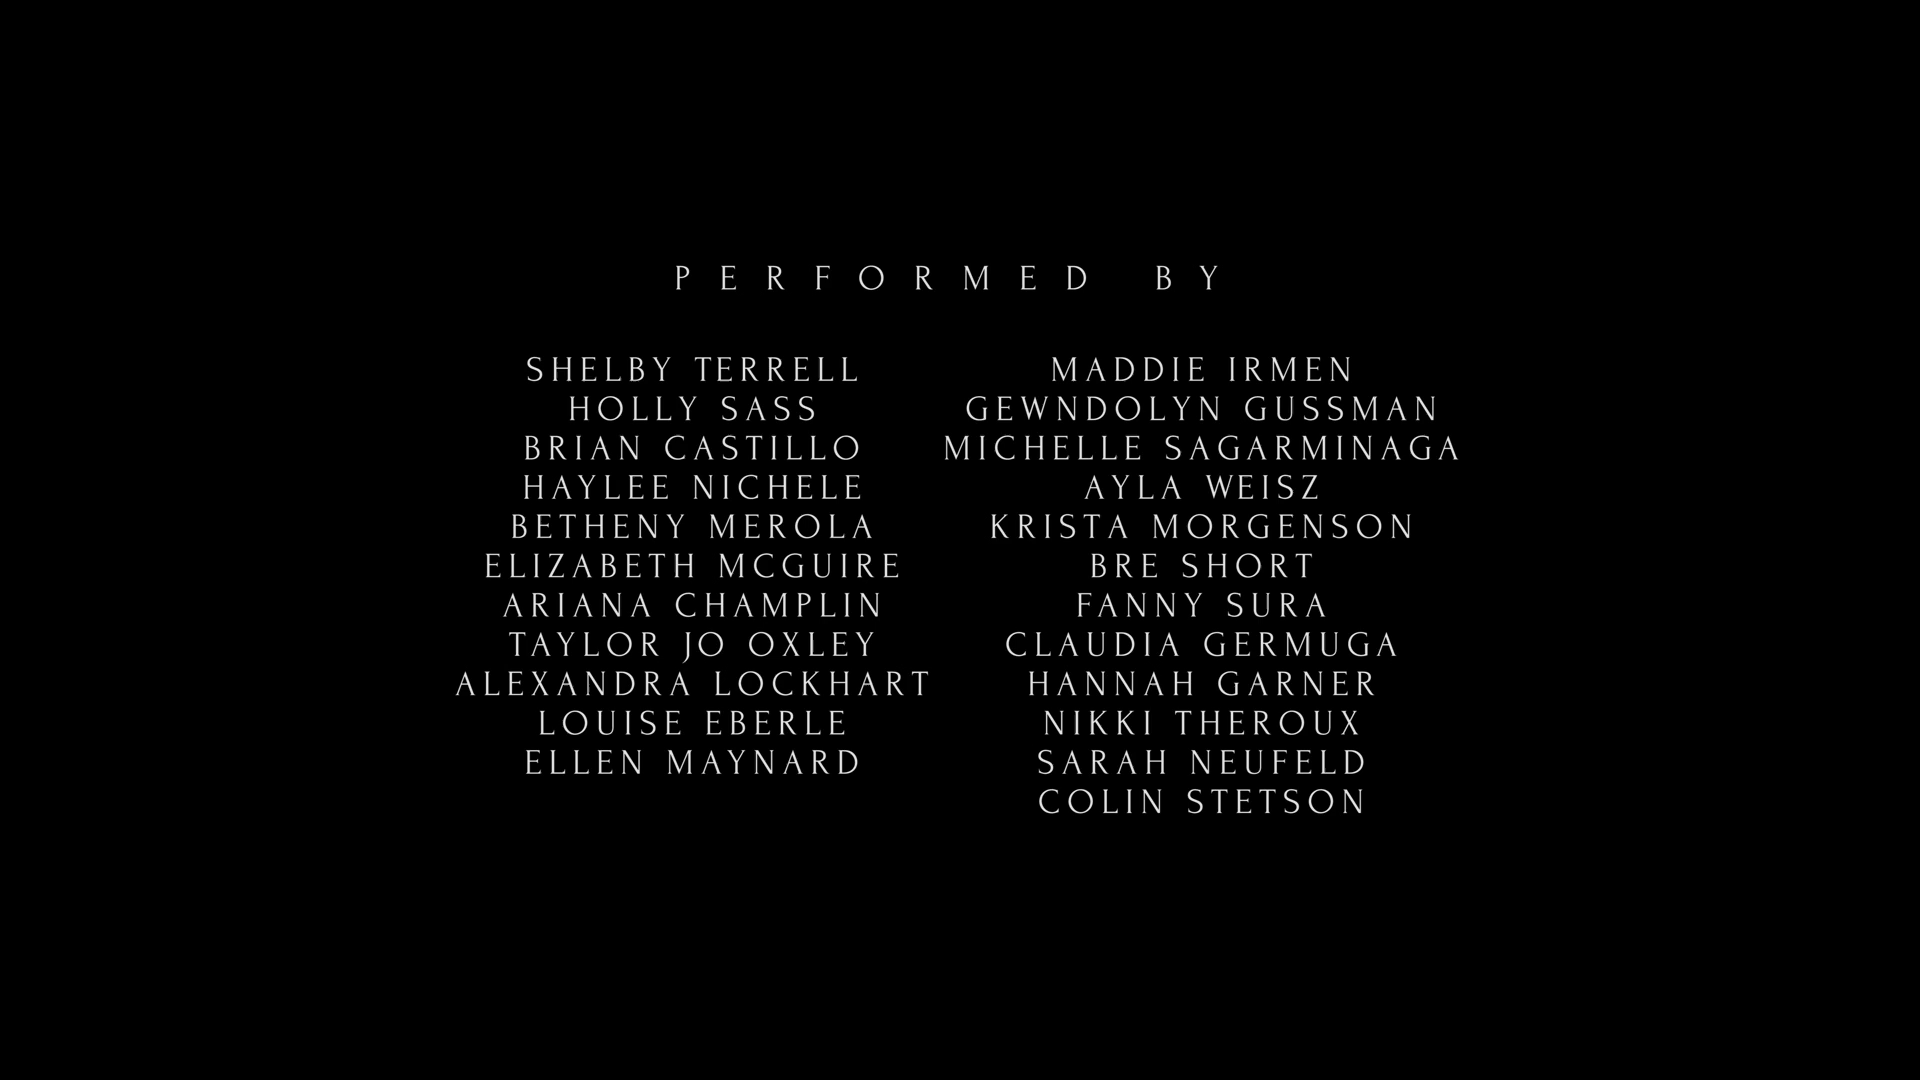 PERFORMED BY
SHELBY TERRELL
HOLLY SASS
BRIAN CASTILLO
HAYLEE NICHELE
BETHENY MEROLA
ELIZABETH MCGUIRE
ARIANA CHAMPLIN
TAYLOR JO OXLEY
ALEXANDRA LOCKHART
LOUISE EBERLE
ELLEN MAYNARD
MADDIE IRMEN
GEWNDOLYN GUSSMAN
MICHELLE SAGARMINAGA
AYLA WEISZ
KRISTA MORGENSON
BRE SHORT
FANNY SURA
CLAUDIA GERMUGA
HANNAH GARNER
NIKKI THEROUX
SARAH NEUFELD
COLIN STETSON